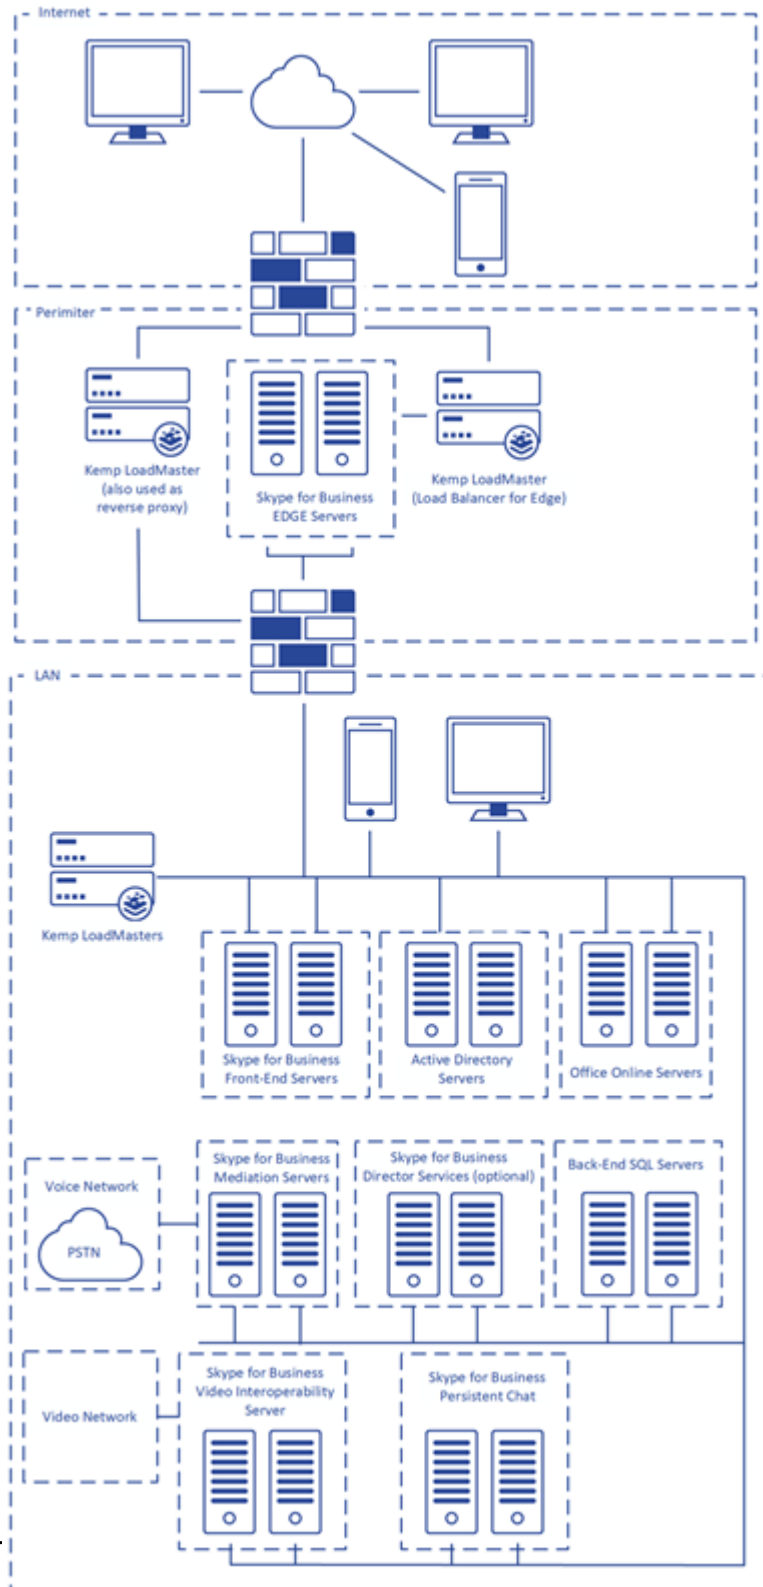 Internet
Perimiter
Kemp LoadMaster
(also used as
reverse proxy)
Skype for Business
EDGE Servers
Kemp LoadMaster
(Load Balancer for Edge)
LAN
Kemp LoadMasters
Skype for Business
Front-End Servers
Active Directory
Servers
Office Online Servers
Voice Network
PSTN
Skype for Business
Mediation Servers
Skype for Business
Director Services (optional)
Back-End SQL Servers
Video Network
Skype for Business
Video Interoperability
Server
Skype for Business
Persistent Chat